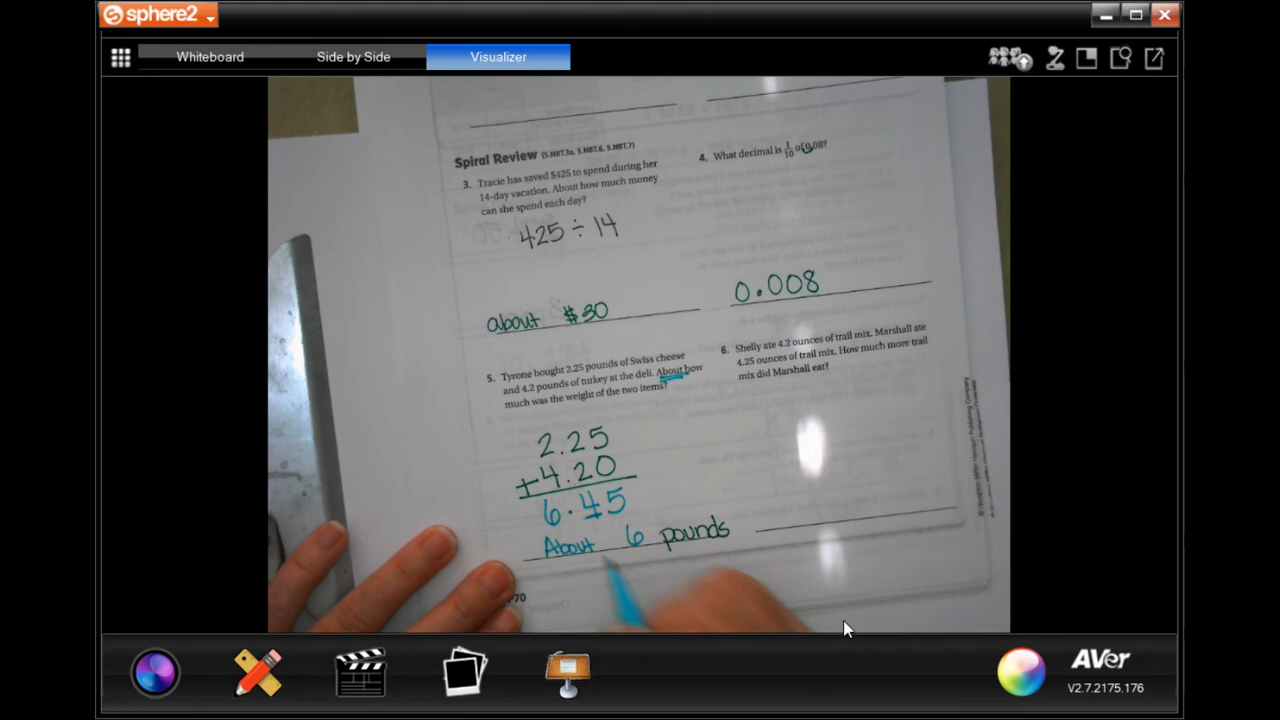 sphere2
Whiteboard
Side by Side
Visualizer
Spiral Review (5.NBT.3a, 5.NBT.6, 5.NBT.7)
3. Tracie has saved $425 to spend during her
14-day vacation. About how much money
can she spend each day?
425 ÷ 14
about $30
4. What decimal is 1/10 of 0.08?
0.008
5. Tyrone bought 2.25 pounds of Swiss cheese
and 4.2 pounds of turkey at the deli. About how
much was the weight of the two items?
2.25
+4.20
6.45
About 6 pounds
6. Shelly ate 4.2 ounces of trail mix. Marshall ate
4.25 ounces of trail mix. How much more trail
mix did Marshall eat?
© Houghton Mifflin Harcourt Publishing Company
70
AVer
V2.7.2175.176